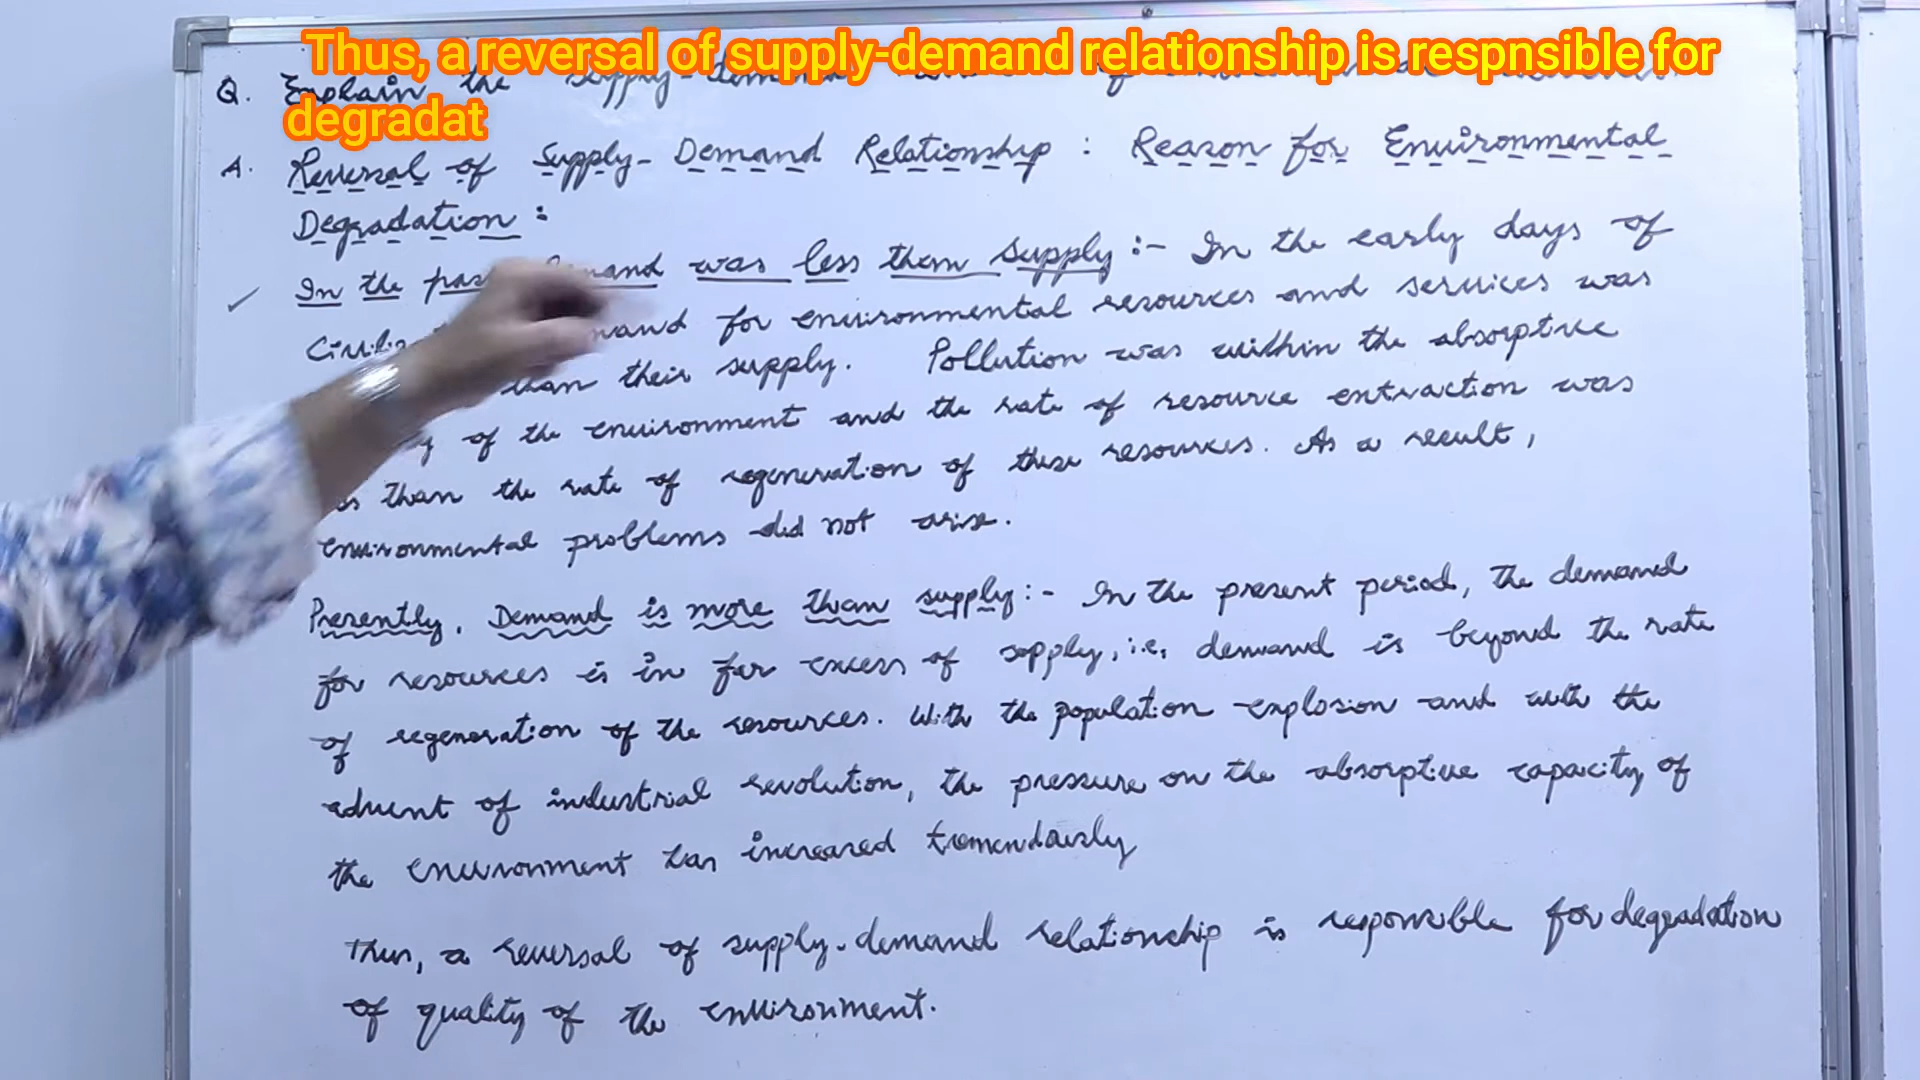 Thus, a reversal of supply-demand relationship is respnsible for
degradat
Q. Explain the supply-demand
A. Reversal of Supply-Demand Relationship : Reason for Environmental
Degradation :
In the was less than Supply :- In the early days of
for environmental resources and services was
than their supply. Pollution was within the absorptive
of the environment and the rate of resource extraction was
than the rate of regeneration of these resources. As a result,
environmental problems did not arise.
Presently, Demand is more than supply :- In the present period, the demand
for resources is in far excess of supply, i.e, demand is beyond the rate
of regeneration of the resources. With the population explosion and with the
advent of industrial revolution, the pressure on the absorptive capacity of
the environment has increased tremendously
Thus, a reversal of supply-demand relationship is responsible for degradation
of quality of the environment.